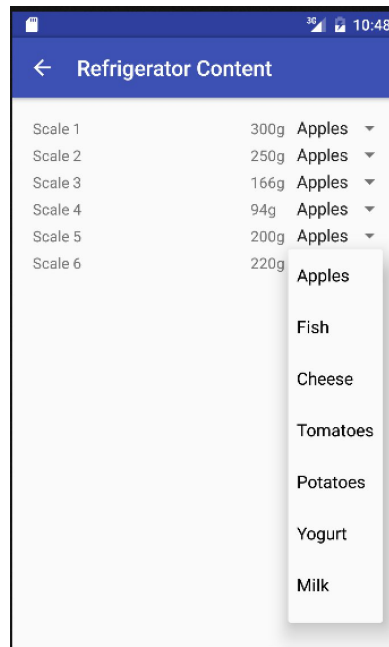 3G 10:48
Refrigerator Content
Scale 1 300g Apples
Scale 2 250g Apples
Scale 3 166g Apples
Scale 4 94g Apples
Scale 5 200g Apples
Scale 6 220g
Apples
Fish
Cheese
Tomatoes
Potatoes
Yogurt
Milk